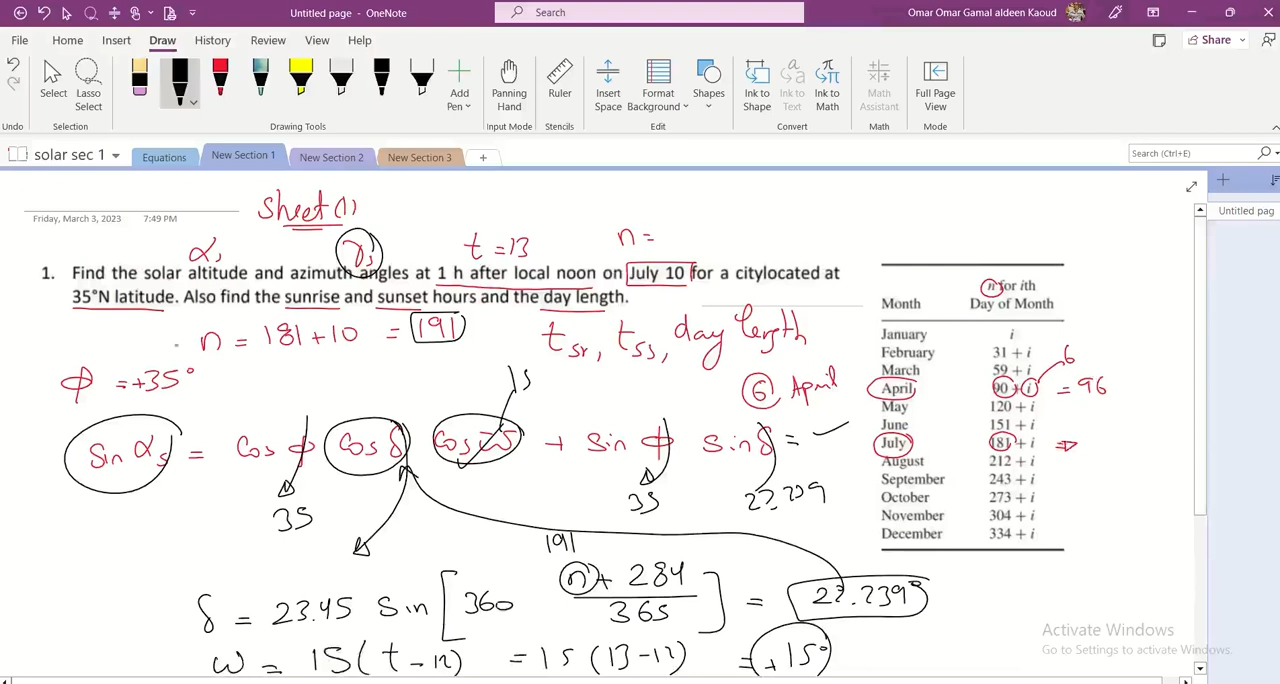 Untitled page - OneNote
Search
Omar Omar Gamal aldeen Kaoud
File Home Insert Draw History Review View Help
Share
Select
Lasso Select
Add Pen
Panning Hand
Ruler
Insert Space
Format Background
Shapes
Ink to Shape
Ink to Text
Ink to Math
Math Assistant
Full Page View
Undo Selection Drawing Tools Input Mode Stencils Edit Convert Math Mode
solar sec 1 Equations New Section 1 New Section 2 New Section 3
Search (Ctrl+E)
Untitled pag
Friday, March 3, 2023 7:49 PM
Sheet(1)
αs γs t = 13 n =
1. Find the solar altitude and azimuth angles at 1 h after local noon on July 10 for a citylocated at
35°N latitude. Also find the sunrise and sunset hours and the day length.
n = 181 + 10 = 191
tsr, tss, day length
ϕ = +35°
15
6 April
sin αs = cos ϕ cos δ cos ω + sin ϕ sin δ =
35 35 22.239
191
δ = 23.45 sin [360 n + 284 / 365] = 22.239°
ω = 15 (t - 12) = 15 (13 - 12) = +15°
n for ith
Month Day of Month
January i
February 31 + i
March 59 + i
April 90 + i = 96
6
May 120 + i
June 151 + i
July 181 + i ⇒
August 212 + i
September 243 + i
October 273 + i
November 304 + i
December 334 + i
Activate Windows
Go to Settings to activate Windows.